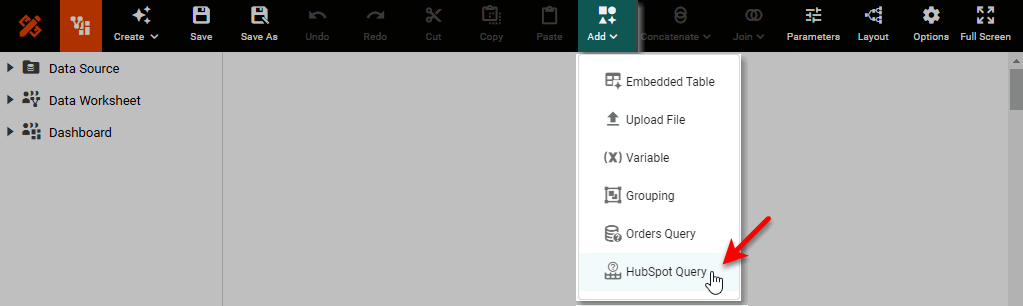 Create Save Save As Undo Redo Cut Copy Paste Add Concatenate Join Parameters Layout Options Full Screen
Data Source
Data Worksheet
Dashboard
Embedded Table
Upload File
(X) Variable
Grouping
Orders Query
HubSpot Query